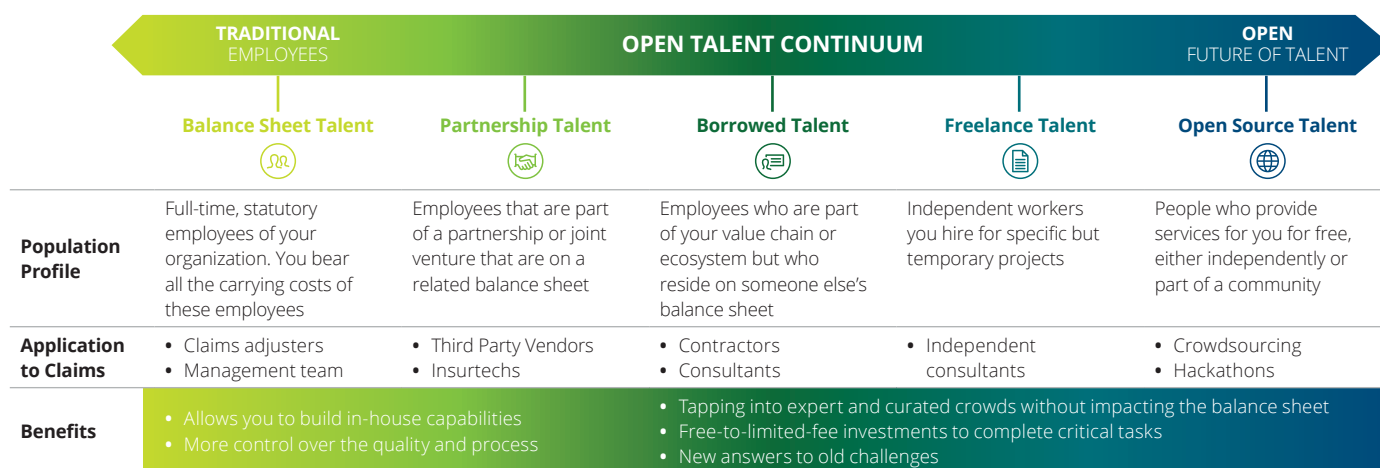 TRADITIONAL
EMPLOYEES
OPEN TALENT CONTINUUM
OPEN
FUTURE OF TALENT
Balance Sheet Talent
Partnership Talent
Borrowed Talent
Freelance Talent
Open Source Talent
Population
Profile
Full-time, statutory
employees of your
organization. You bear
all the carrying costs of
these employees
Employees that are part
of a partnership or joint
venture that are on a
related balance sheet
Employees who are part
of your value chain or
ecosystem but who
reside on someone else’s
balance sheet
Independent workers
you hire for specific but
temporary projects
People who provide
services for you for free,
either independently or
part of a community
Application
to Claims
• Claims adjusters
• Management team
• Third Party Vendors
• Insurtechs
• Contractors
• Consultants
• Independent
consultants
• Crowdsourcing
• Hackathons
Benefits
• Allows you to build in-house capabilities
• More control over the quality and process
• Tapping into expert and curated crowds without impacting the balance sheet
• Free-to-limited-fee investments to complete critical tasks
• New answers to old challenges